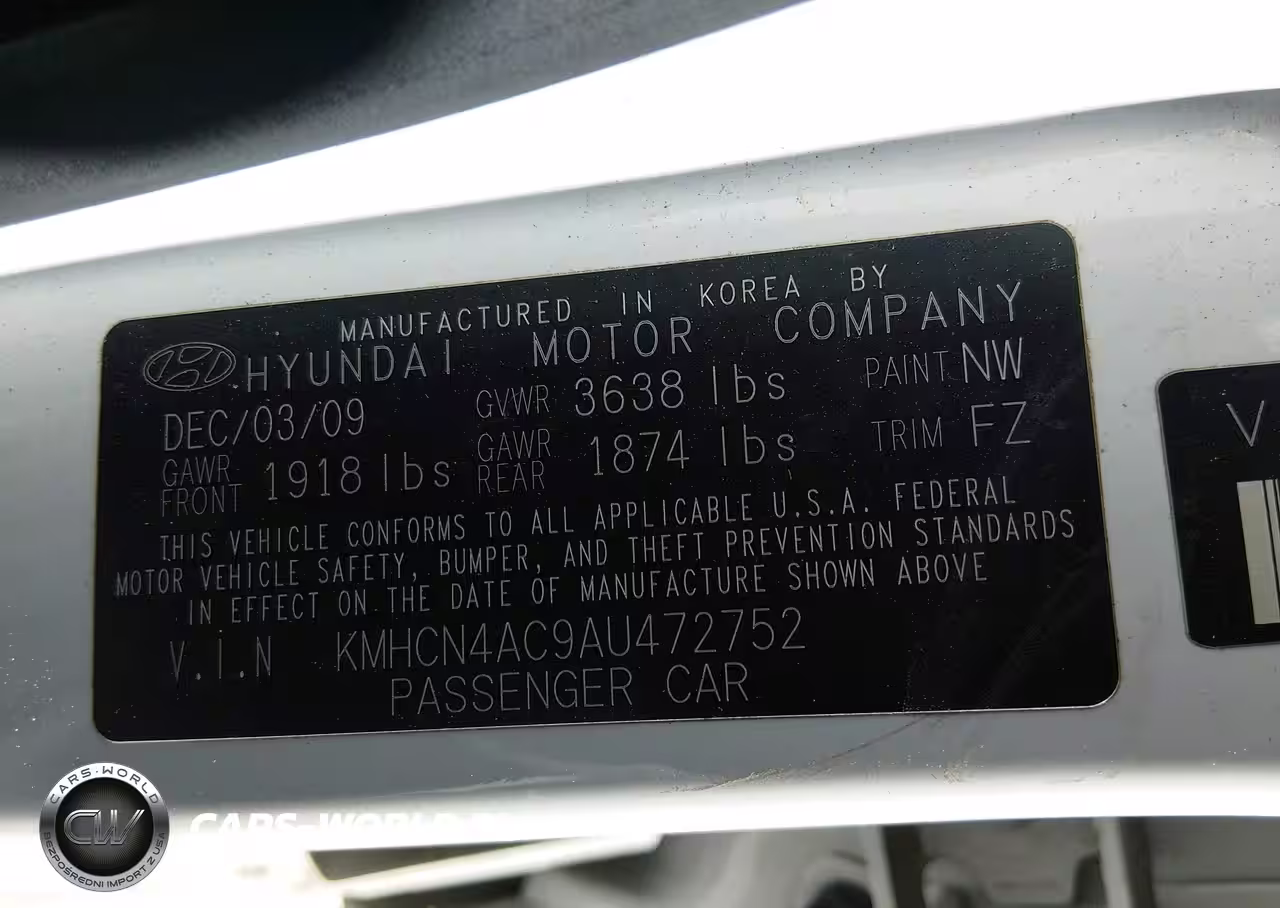 MANUFACTURED IN KOREA BY
HYUNDAI MOTOR COMPANY
DEC/03/09 GVWR 3638 lbs PAINT NW
GAWR FRONT 1918 lbs GAWR REAR 1874 lbs TRIM FZ
THIS VEHICLE CONFORMS TO ALL APPLICABLE U.S.A. FEDERAL
MOTOR VEHICLE SAFETY, BUMPER, AND THEFT PREVENTION STANDARDS
IN EFFECT ON THE DATE OF MANUFACTURE SHOWN ABOVE
V.I.N KMHCN4AC9AU472752
PASSENGER CAR
V
CARS-WORLD
CW
BEZPOŚREDNI IMPORT Z USA